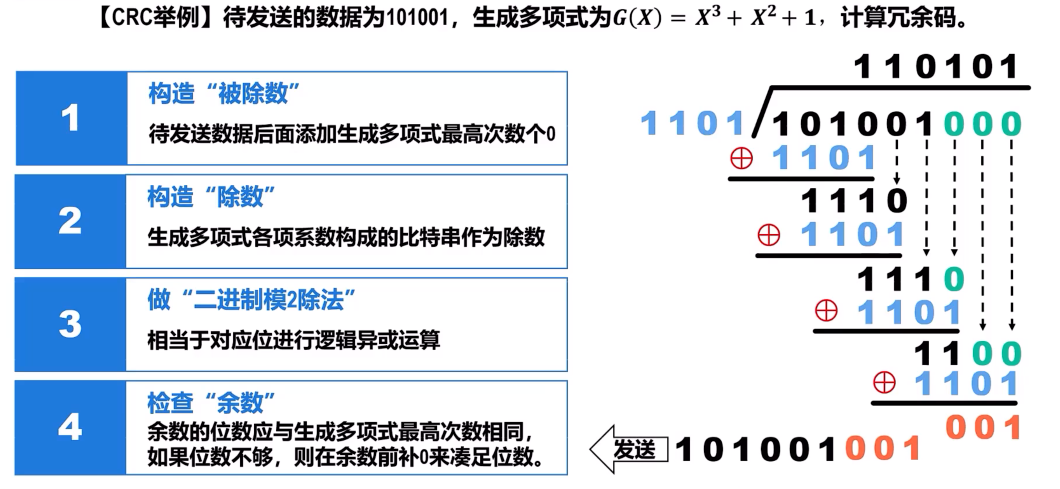 【CRC举例】待发送的数据为101001，生成多项式为G(X) = X³ + X² + 1，计算冗余码。
1
构造“被除数”
待发送数据后面添加生成多项式最高次数个0
2
构造“除数”
生成多项式各项系数构成的比特串作为除数
3
做“二进制模2除法”
相当于对应位进行逻辑异或运算
4
检查“余数”
余数的位数应与生成多项式最高次数相同，
如果位数不够，则在余数前补0来凑足位数。
110101
1101 101001000
⊕ 1101
1110
⊕ 1101
1110
⊕ 1101
1100
⊕ 1101
001
发送 101001001